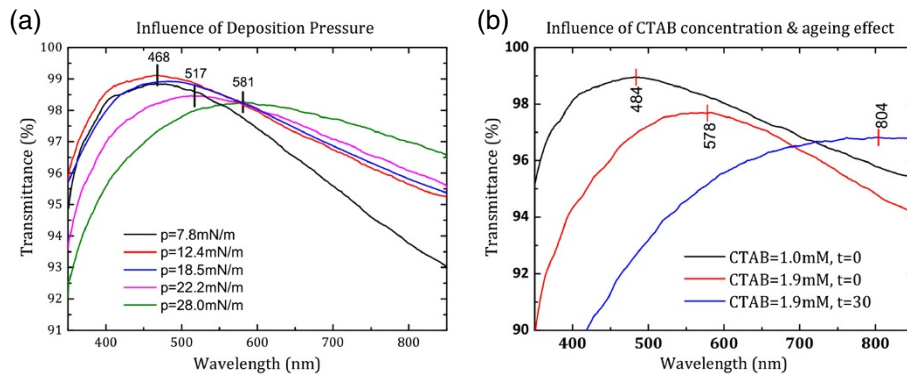 (a)
Influence of Deposition Pressure
100
99
98
97
96
95
94
93
92
91
Transmittance (%)
468
517
581
p=7.8mN/m
p=12.4mN/m
p=18.5mN/m
p=22.2mN/m
p=28.0mN/m
400 500 600 700 800
Wavelength (nm)
(b)
Influence of CTAB concentration & ageing effect
100
98
96
94
92
90
Transmittance (%)
484
578
804
CTAB=1.0mM, t=0
CTAB=1.9mM, t=0
CTAB=1.9mM, t=30
400 500 600 700 800
Wavelength (nm)